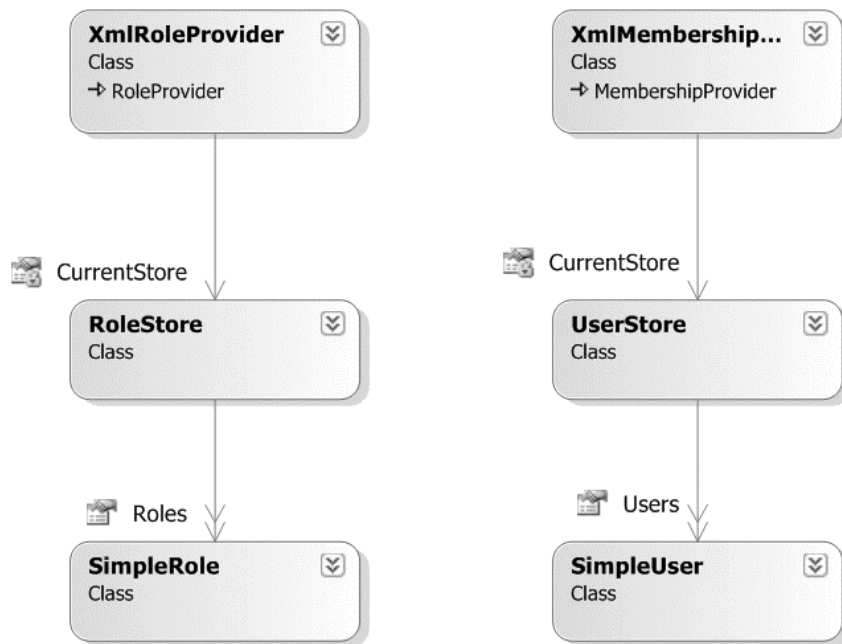 XmlRoleProvider
Class
RoleProvider
CurrentStore
RoleStore
Class
Roles
SimpleRole
Class
XmlMembership...
Class
MembershipProvider
CurrentStore
UserStore
Class
Users
SimpleUser
Class